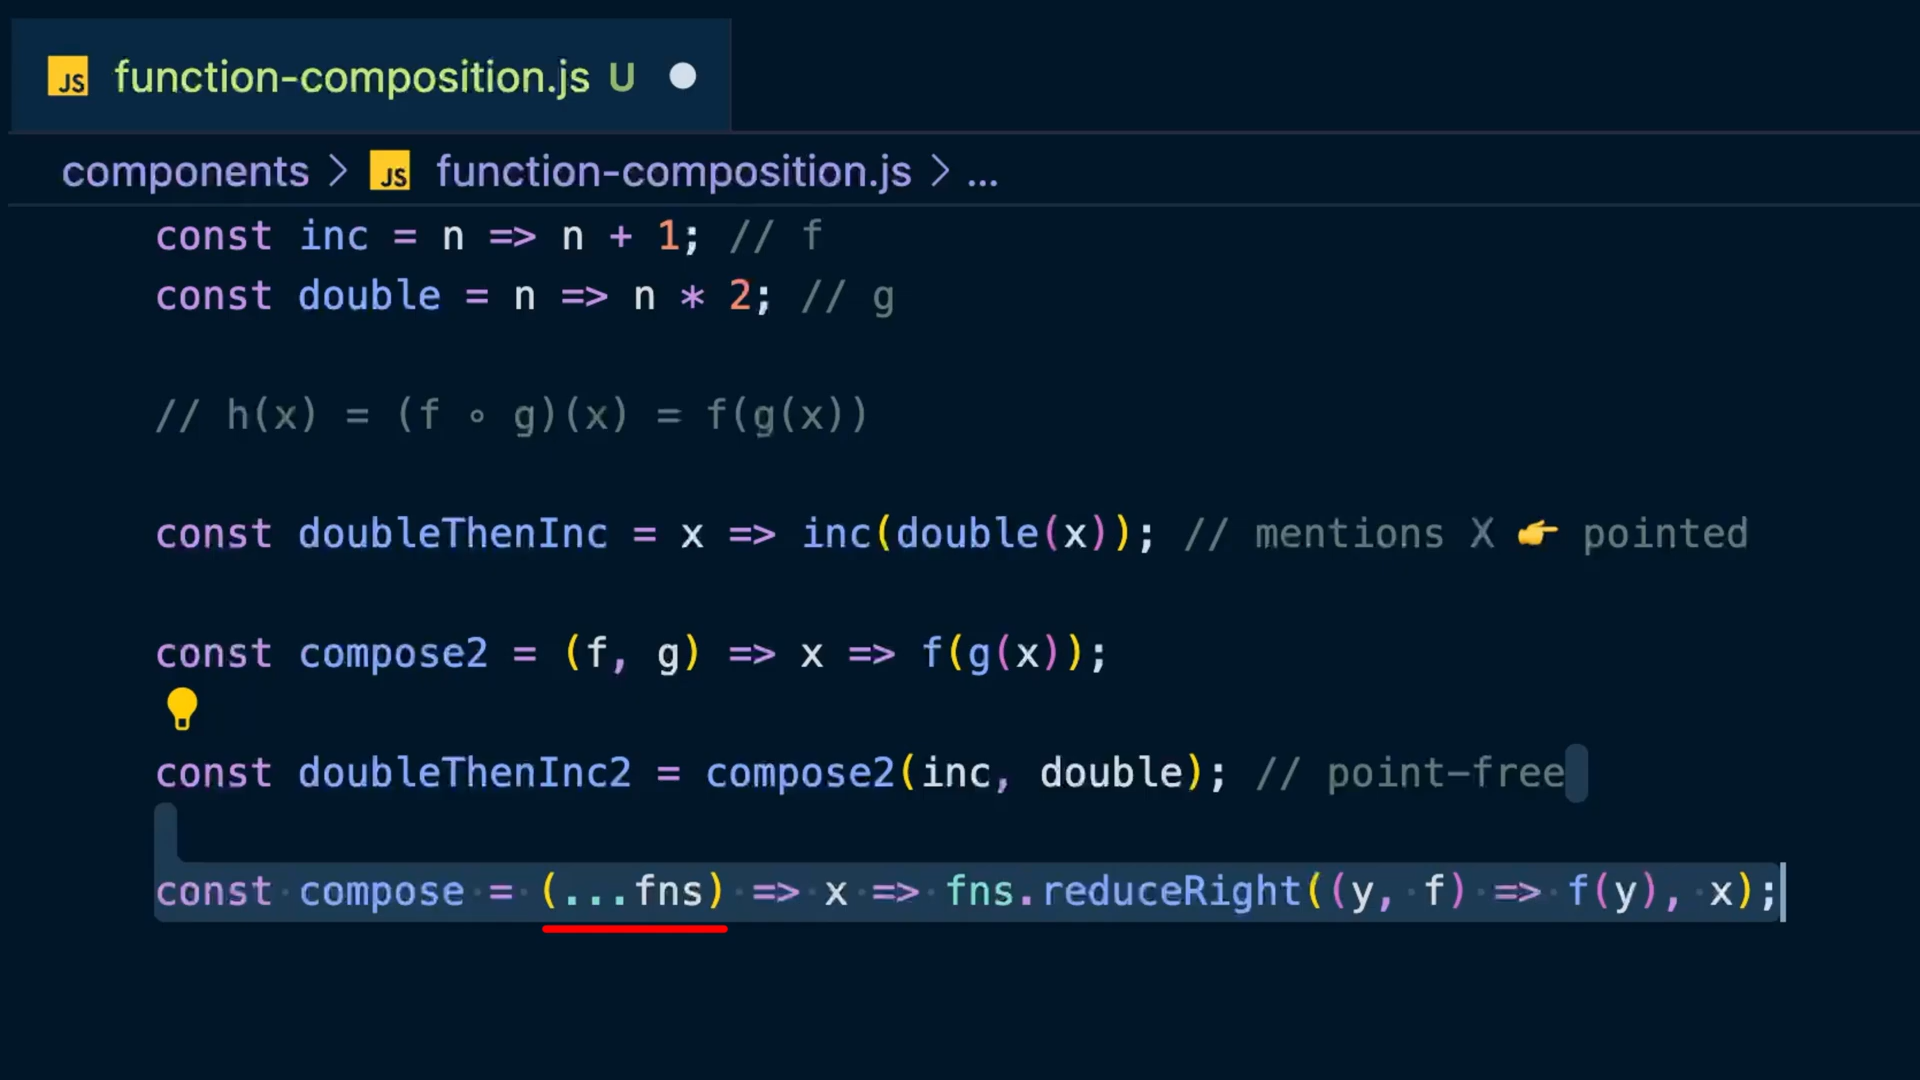 JS function-composition.js U
components > JS function-composition.js > ...
const inc = n => n + 1; // f
const double = n => n * 2; // g
// h(x) = (f ∘ g)(x) = f(g(x))
const doubleThenInc = x => inc(double(x)); // mentions X 👉 pointed
const compose2 = (f, g) => x => f(g(x));
const doubleThenInc2 = compose2(inc, double); // point-free
const compose = (...fns) => x => fns.reduceRight((y, f) => f(y), x);